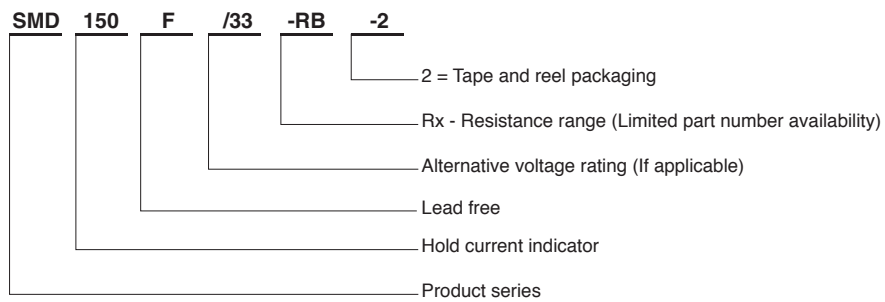 SMD 150 F /33 -RB -2
2 = Tape and reel packaging
Rx - Resistance range (Limited part number availability)
Alternative voltage rating (If applicable)
Lead free
Hold current indicator
Product series